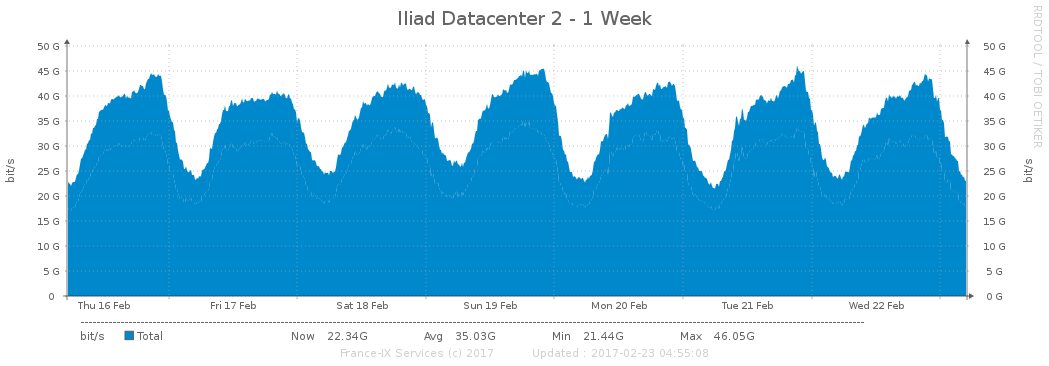 Iliad Datacenter 2 - 1 Week
RRDTOOL / TOBI OETIKER
50 G 50 G
45 G 45 G
40 G 40 G
35 G 35 G
30 G 30 G
25 G 25 G
20 G 20 G
15 G 15 G
10 G 10 G
5 G 5 G
0 0 G
bit/s bit/s
Thu 16 Feb Fri 17 Feb Sat 18 Feb Sun 19 Feb Mon 20 Feb Tue 21 Feb Wed 22 Feb
bit/s Total Now 22.34G Avg 35.03G Min 21.44G Max 46.05G
France-IX Services (c) 2017 Updated : 2017-02-23 04:55:08